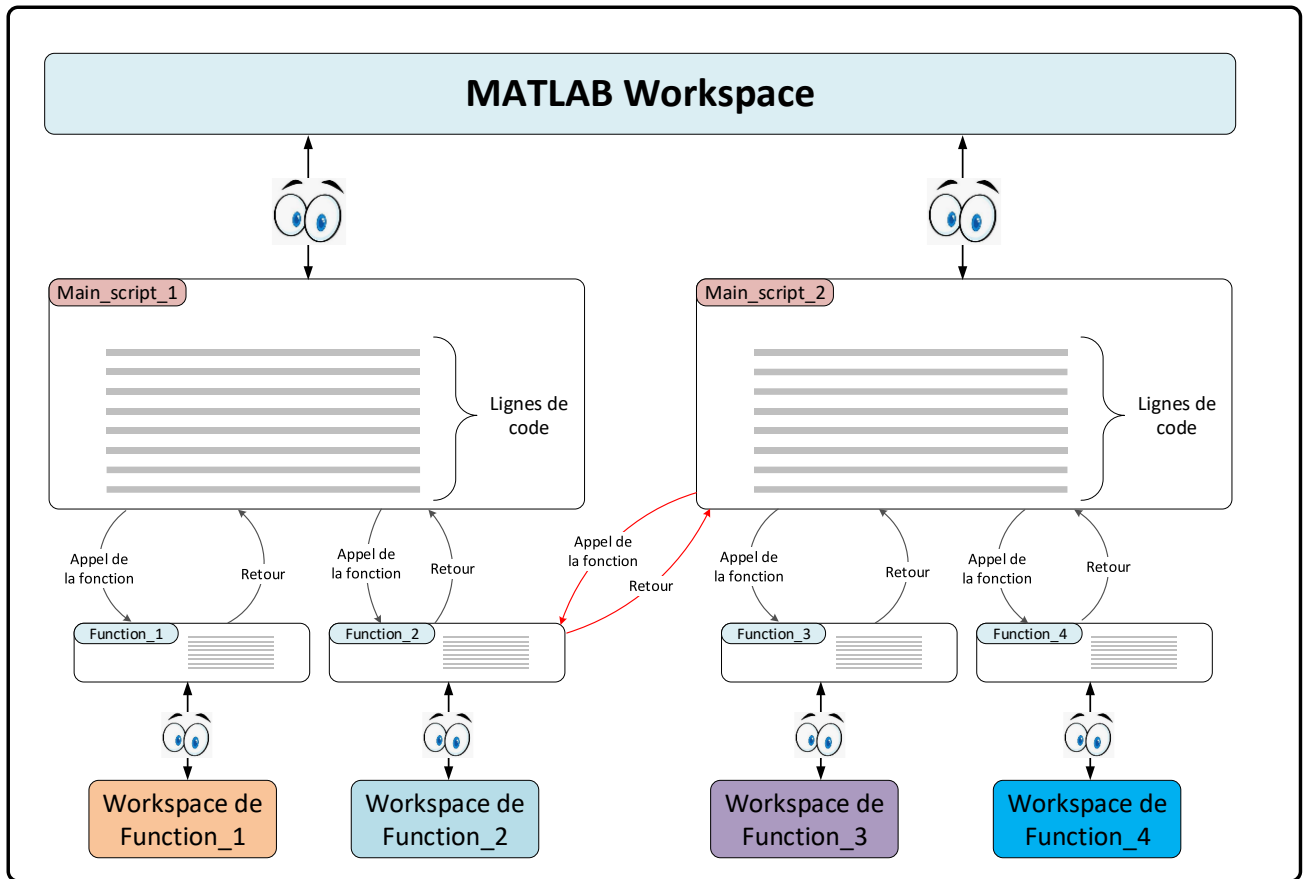 MATLAB Workspace
Main_script_1
Lignes de
code
Main_script_2
Lignes de
code
Appel de
la fonction
Retour
Appel de
la fonction
Retour
Appel de
la fonction
Retour
Appel de
la fonction
Retour
Appel de
la fonction
Retour
Function_1
Function_2
Function_3
Function_4
Workspace de
Function_1
Workspace de
Function_2
Workspace de
Function_3
Workspace de
Function_4